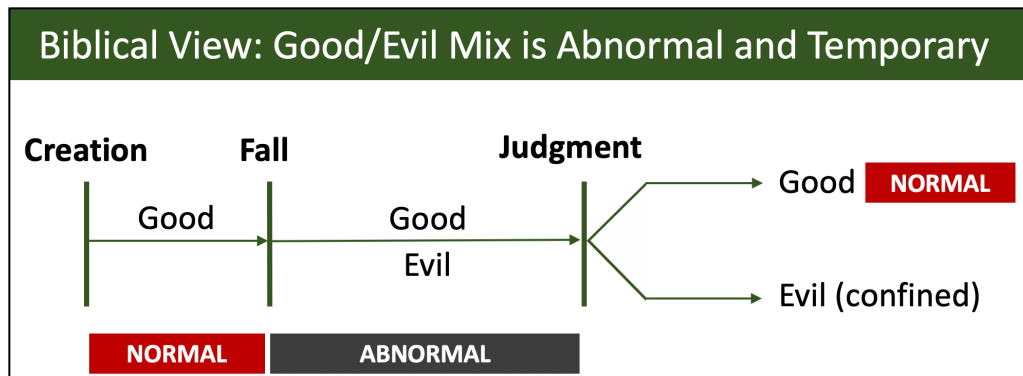 Biblical View: Good/Evil Mix is Abnormal and Temporary
Creation
Fall
Judgment
Good
Good
Evil
Good
NORMAL
Evil (confined)
NORMAL
ABNORMAL